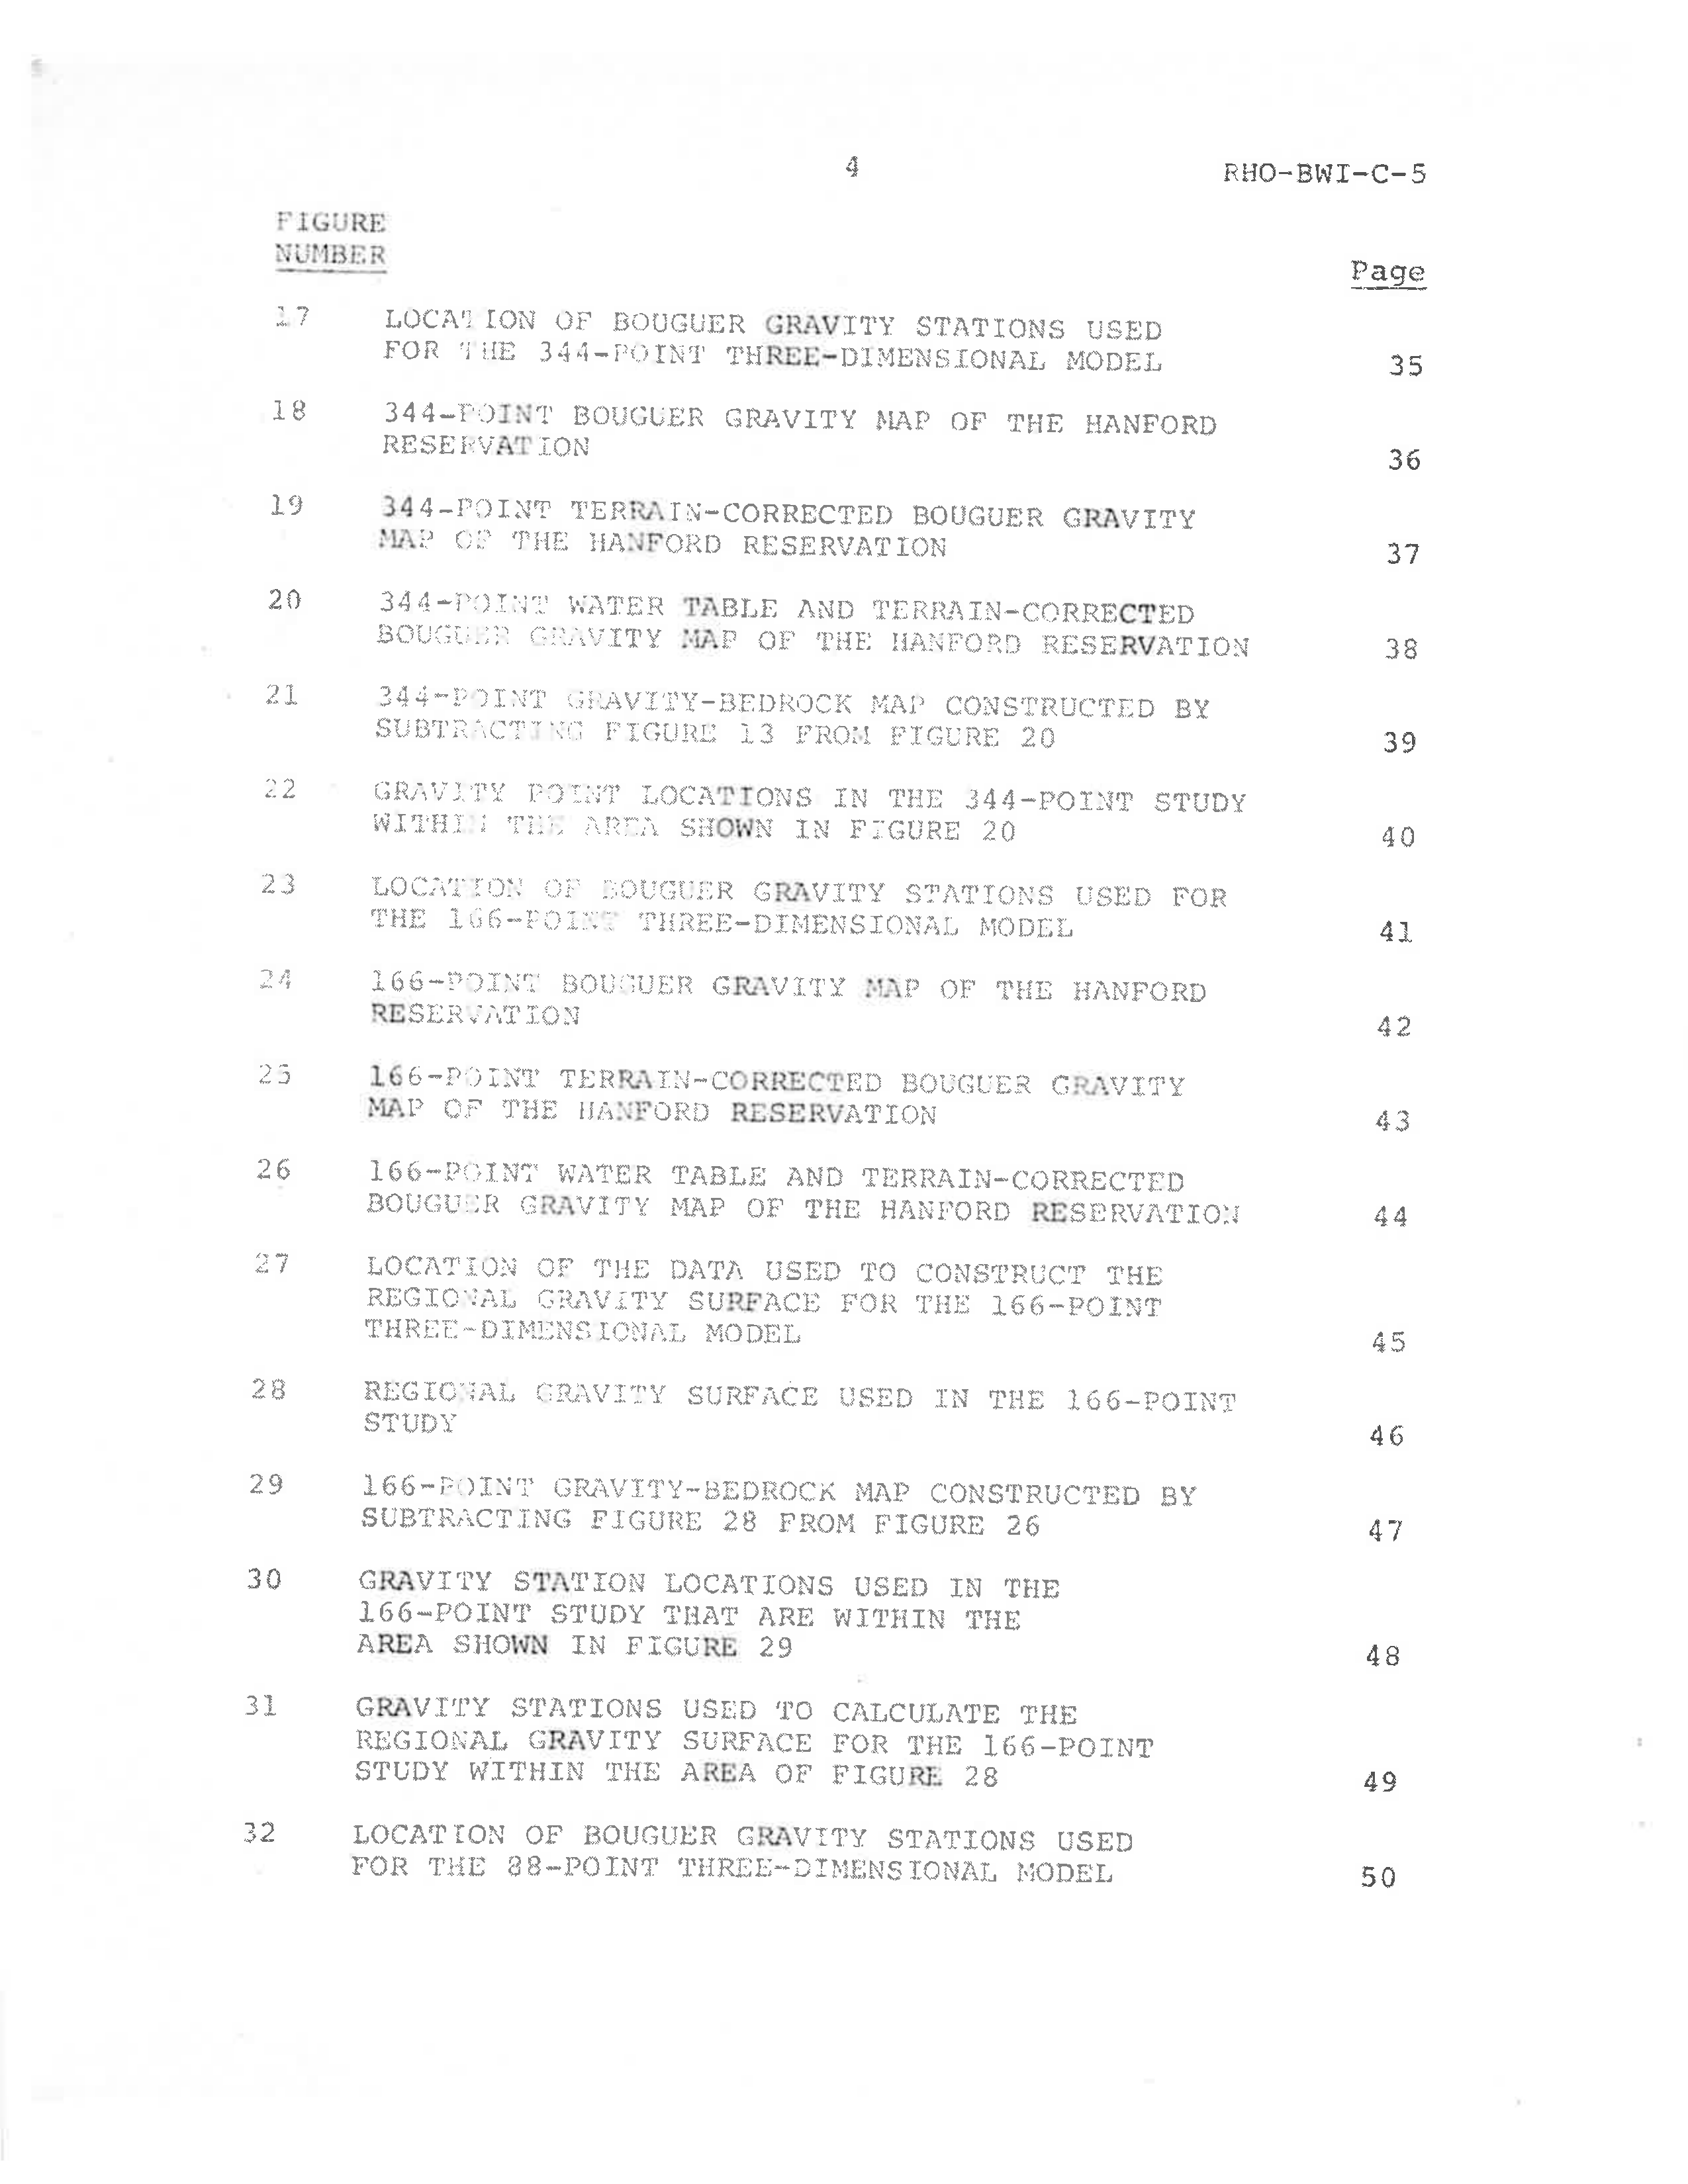 4
RHO-BWI-C-5
FIGURE
NUMBER
Page
17 LOCATION OF BOUGUER GRAVITY STATIONS USED
FOR THE 344-POINT THREE-DIMENSIONAL MODEL 35
18 344-POINT BOUGUER GRAVITY MAP OF THE HANFORD
RESERVATION 36
19 344-POINT TERRAIN-CORRECTED BOUGUER GRAVITY
MAP OF THE HANFORD RESERVATION 37
20 344-POINT WATER TABLE AND TERRAIN-CORRECTED
BOUGUER GRAVITY MAP OF THE HANFORD RESERVATION 38
21 344-POINT GRAVITY-BEDROCK MAP CONSTRUCTED BY
SUBTRACTING FIGURE 13 FROM FIGURE 20 39
22 GRAVITY POINT LOCATIONS IN THE 344-POINT STUDY
WITHIN THE AREA SHOWN IN FIGURE 20 40
23 LOCATION OF BOUGUER GRAVITY STATIONS USED FOR
THE 166-POINT THREE-DIMENSIONAL MODEL 41
24 166-POINT BOUGUER GRAVITY MAP OF THE HANFORD
RESERVATION 42
25 166-POINT TERRAIN-CORRECTED BOUGUER GRAVITY
MAP OF THE HANFORD RESERVATION 43
26 166-POINT WATER TABLE AND TERRAIN-CORRECTED
BOUGUER GRAVITY MAP OF THE HANFORD RESERVATION 44
27 LOCATION OF THE DATA USED TO CONSTRUCT THE
REGIONAL GRAVITY SURFACE FOR THE 166-POINT
THREE-DIMENSIONAL MODEL 45
28 REGIONAL GRAVITY SURFACE USED IN THE 166-POINT
STUDY 46
29 166-POINT GRAVITY-BEDROCK MAP CONSTRUCTED BY
SUBTRACTING FIGURE 28 FROM FIGURE 26 47
30 GRAVITY STATION LOCATIONS USED IN THE
166-POINT STUDY THAT ARE WITHIN THE
AREA SHOWN IN FIGURE 29 48
31 GRAVITY STATIONS USED TO CALCULATE THE
REGIONAL GRAVITY SURFACE FOR THE 166-POINT
STUDY WITHIN THE AREA OF FIGURE 28 49
32 LOCATION OF BOUGUER GRAVITY STATIONS USED
FOR THE 88-POINT THREE-DIMENSIONAL MODEL 50